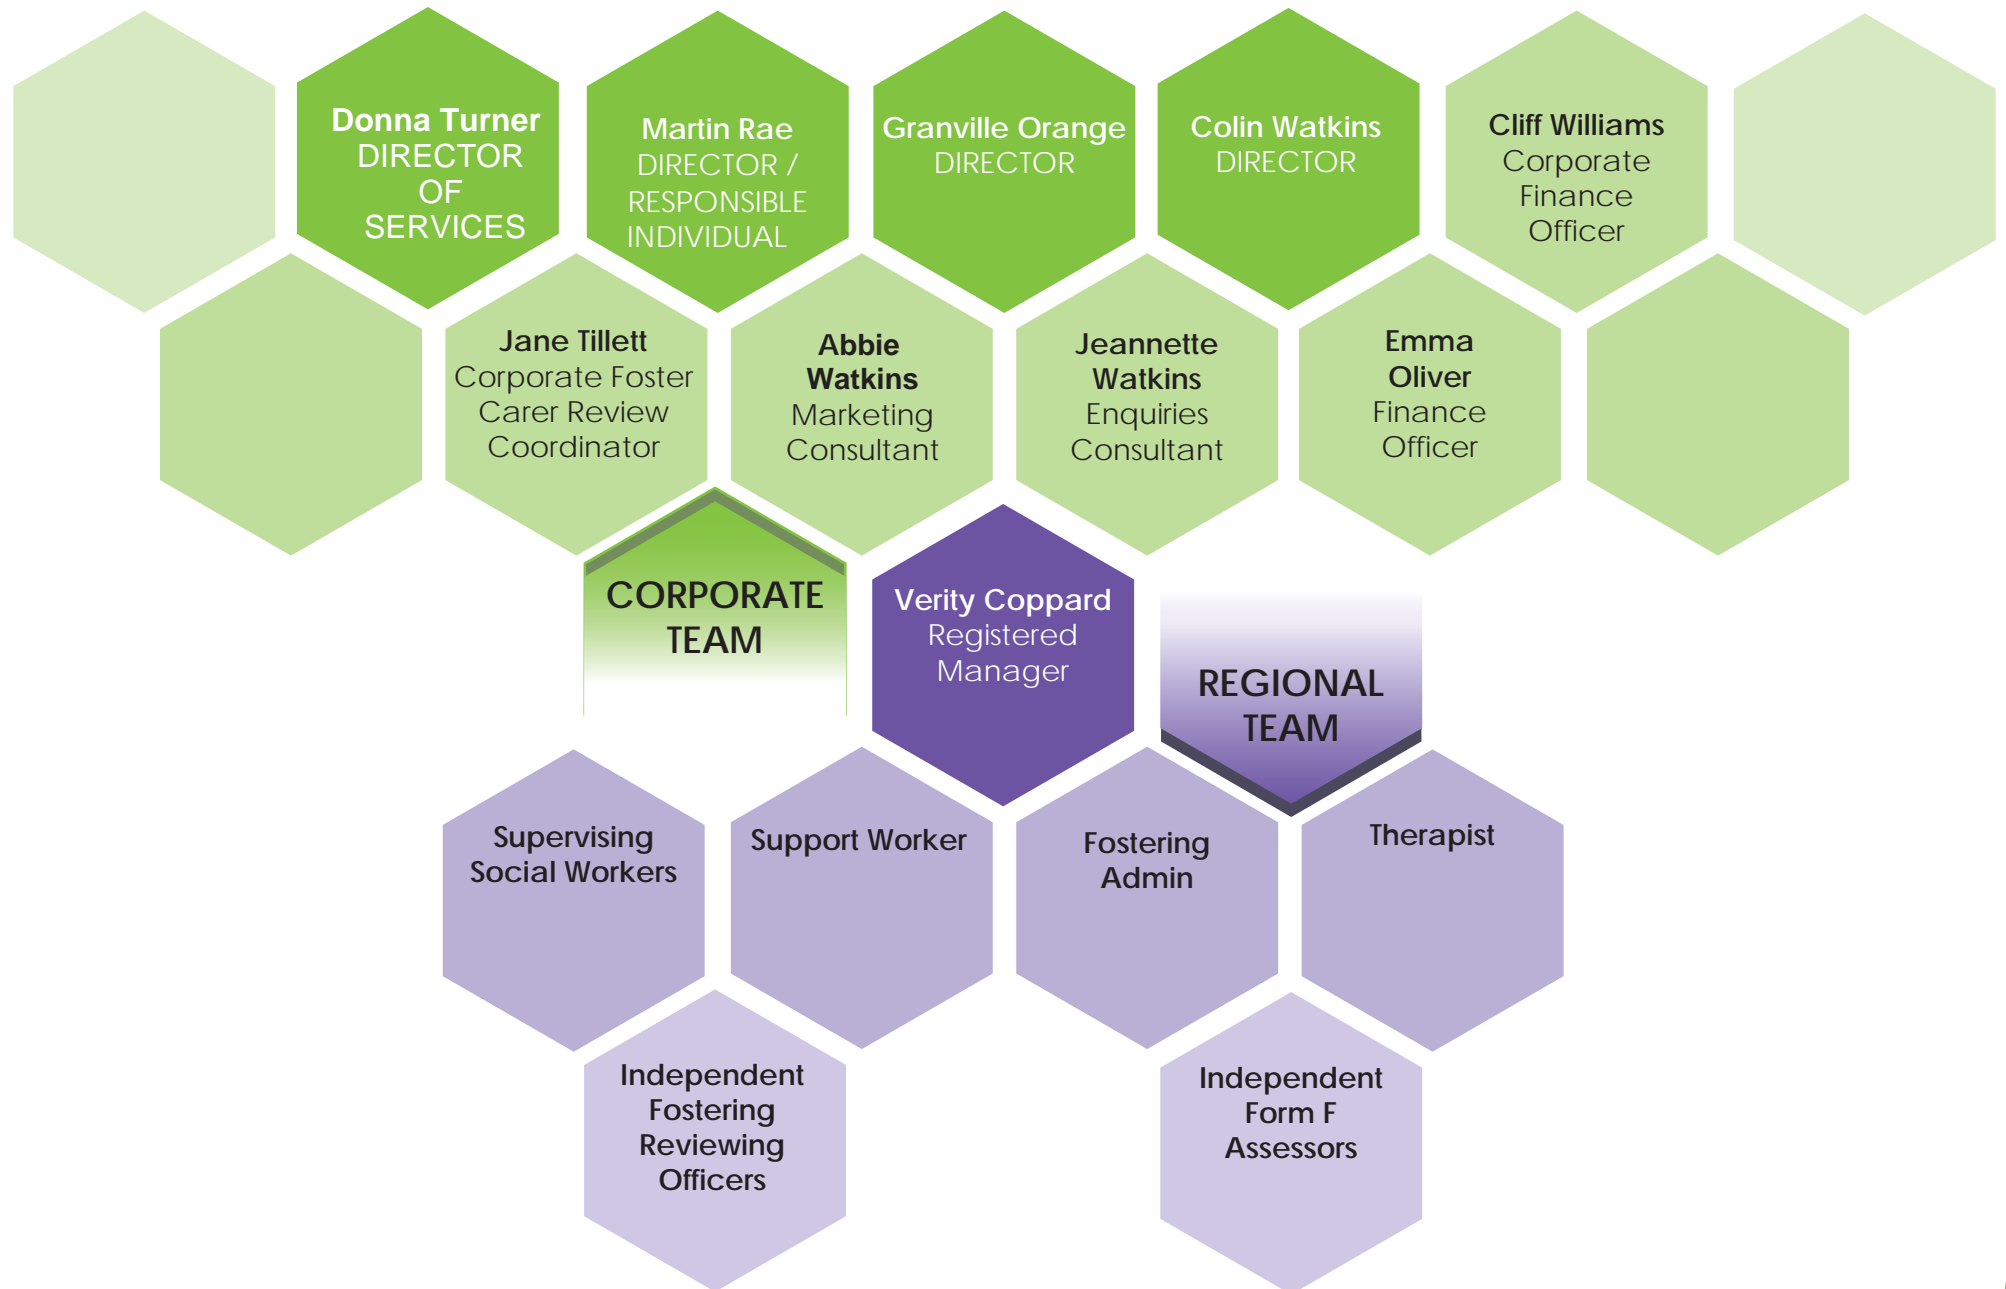 Donna Turner
DIRECTOR
OF
SERVICES
Martin Rae
DIRECTOR /
RESPONSIBLE
INDIVIDUAL
Granville Orange
DIRECTOR
Colin Watkins
DIRECTOR
Cliff Williams
Corporate
Finance
Officer
Jane Tillett
Corporate Foster
Carer Review
Coordinator
Abbie
Watkins
Marketing
Consultant
Jeannette
Watkins
Enquiries
Consultant
Emma
Oliver
Finance
Officer
CORPORATE
TEAM
Verity Coppard
Registered
Manager
REGIONAL
TEAM
Supervising
Social Workers
Support Worker
Fostering
Admin
Therapist
Independent
Fostering
Reviewing
Officers
Independent
Form F
Assessors